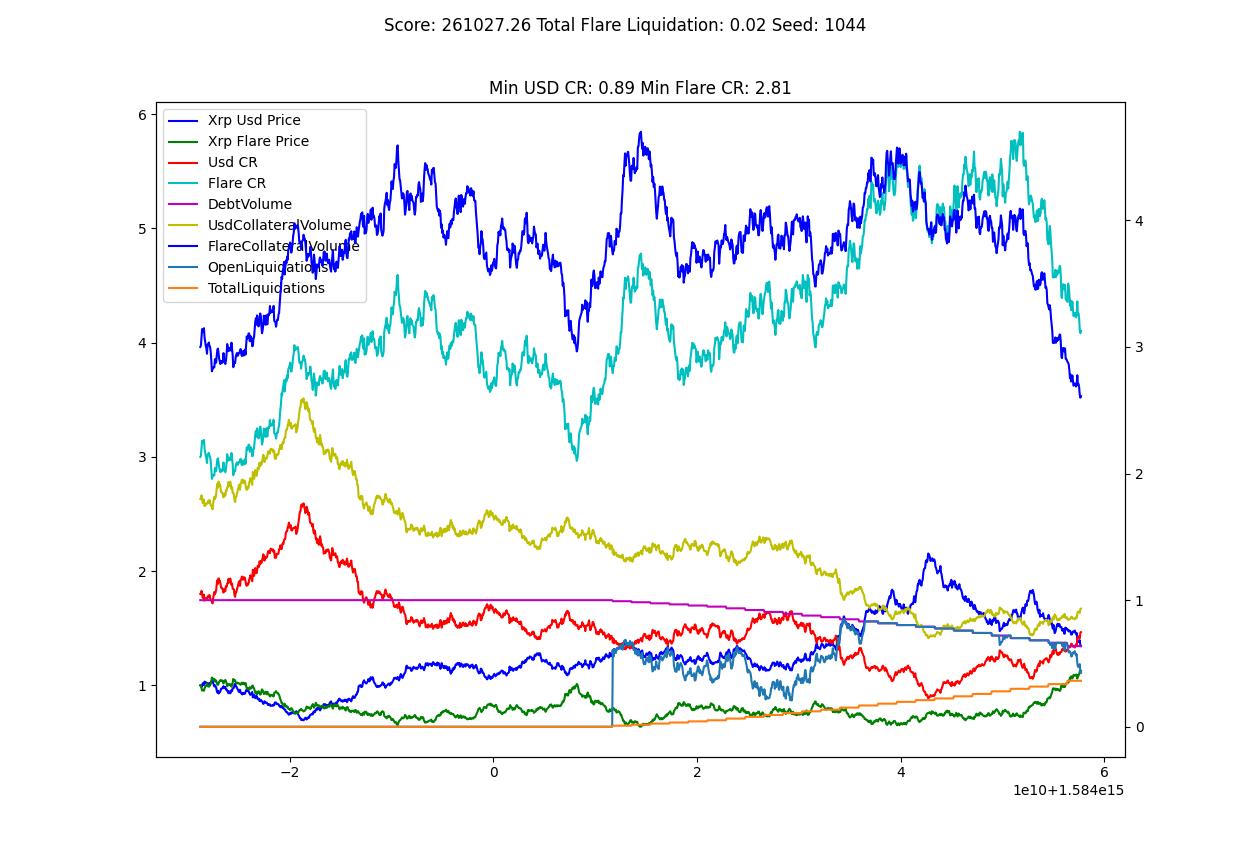 Score: 261027.26 Total Flare Liquidation: 0.02 Seed: 1044
Min USD CR: 0.89 Min Flare CR: 2.81
Xrp Usd Price
Xrp Flare Price
Usd CR
Flare CR
DebtVolume
UsdCollateralVolume
FlareCollateralVolume
OpenLiquidations
TotalLiquidations
6
5
4
3
2
1
4
3
2
1
0
−2
0
2
4
6
1e10+1.584e15